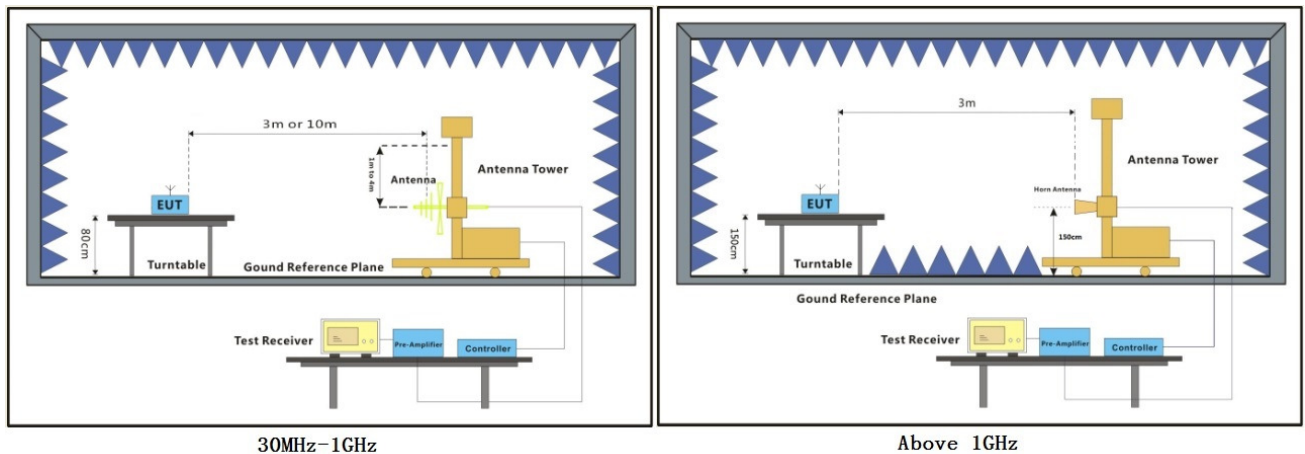 3m or 10m
1m to 4m
Antenna
Antenna Tower
EUT
80cm
Turntable
Gound Reference Plane
Test Receiver
Pre-Amplifier
Controller
30MHz-1GHz
3m
Antenna Tower
Horn Antenna
EUT
150cm
150cm
Turntable
Gound Reference Plane
Test Receiver
Pre-Amplifier
Controller
Above 1GHz